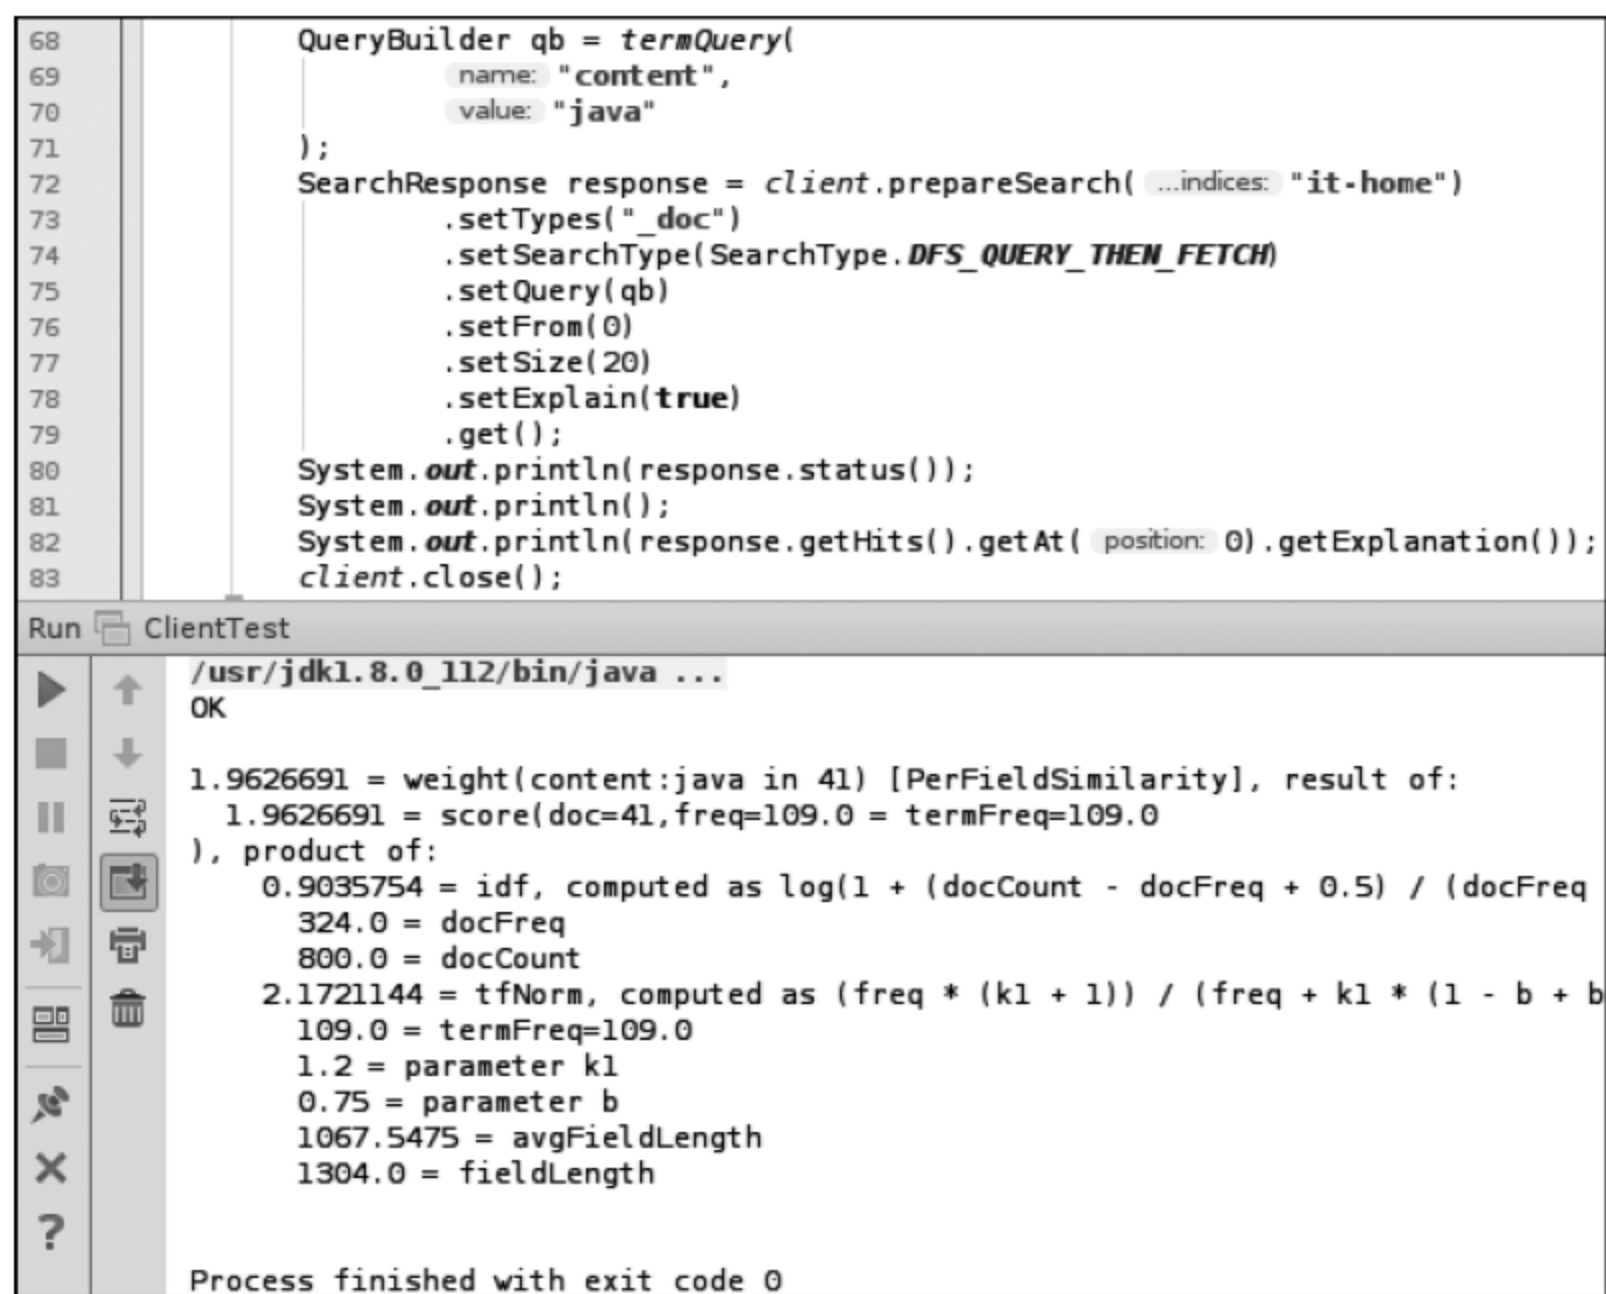 68 QueryBuilder qb = termQuery(
69 name: "content",
70 value: "java"
71 );
72 SearchResponse response = client.prepareSearch( ...indices: "it-home")
73 .setTypes("_doc")
74 .setSearchType(SearchType.DFS_QUERY_THEN_FETCH)
75 .setQuery(qb)
76 .setFrom(0)
77 .setSize(20)
78 .setExplain(true)
79 .get();
80 System.out.println(response.status());
81 System.out.println();
82 System.out.println(response.getHits().getAt( position: 0).getExplanation());
83 client.close();
Run ClientTest
/usr/jdk1.8.0_112/bin/java ...
OK
1.9626691 = weight(content:java in 41) [PerFieldSimilarity], result of:
1.9626691 = score(doc=41,freq=109.0 = termFreq=109.0
), product of:
0.9035754 = idf, computed as log(1 + (docCount - docFreq + 0.5) / (docFreq
324.0 = docFreq
800.0 = docCount
2.1721144 = tfNorm, computed as (freq * (k1 + 1)) / (freq + k1 * (1 - b + b
109.0 = termFreq=109.0
1.2 = parameter k1
0.75 = parameter b
1067.5475 = avgFieldLength
1304.0 = fieldLength
Process finished with exit code 0